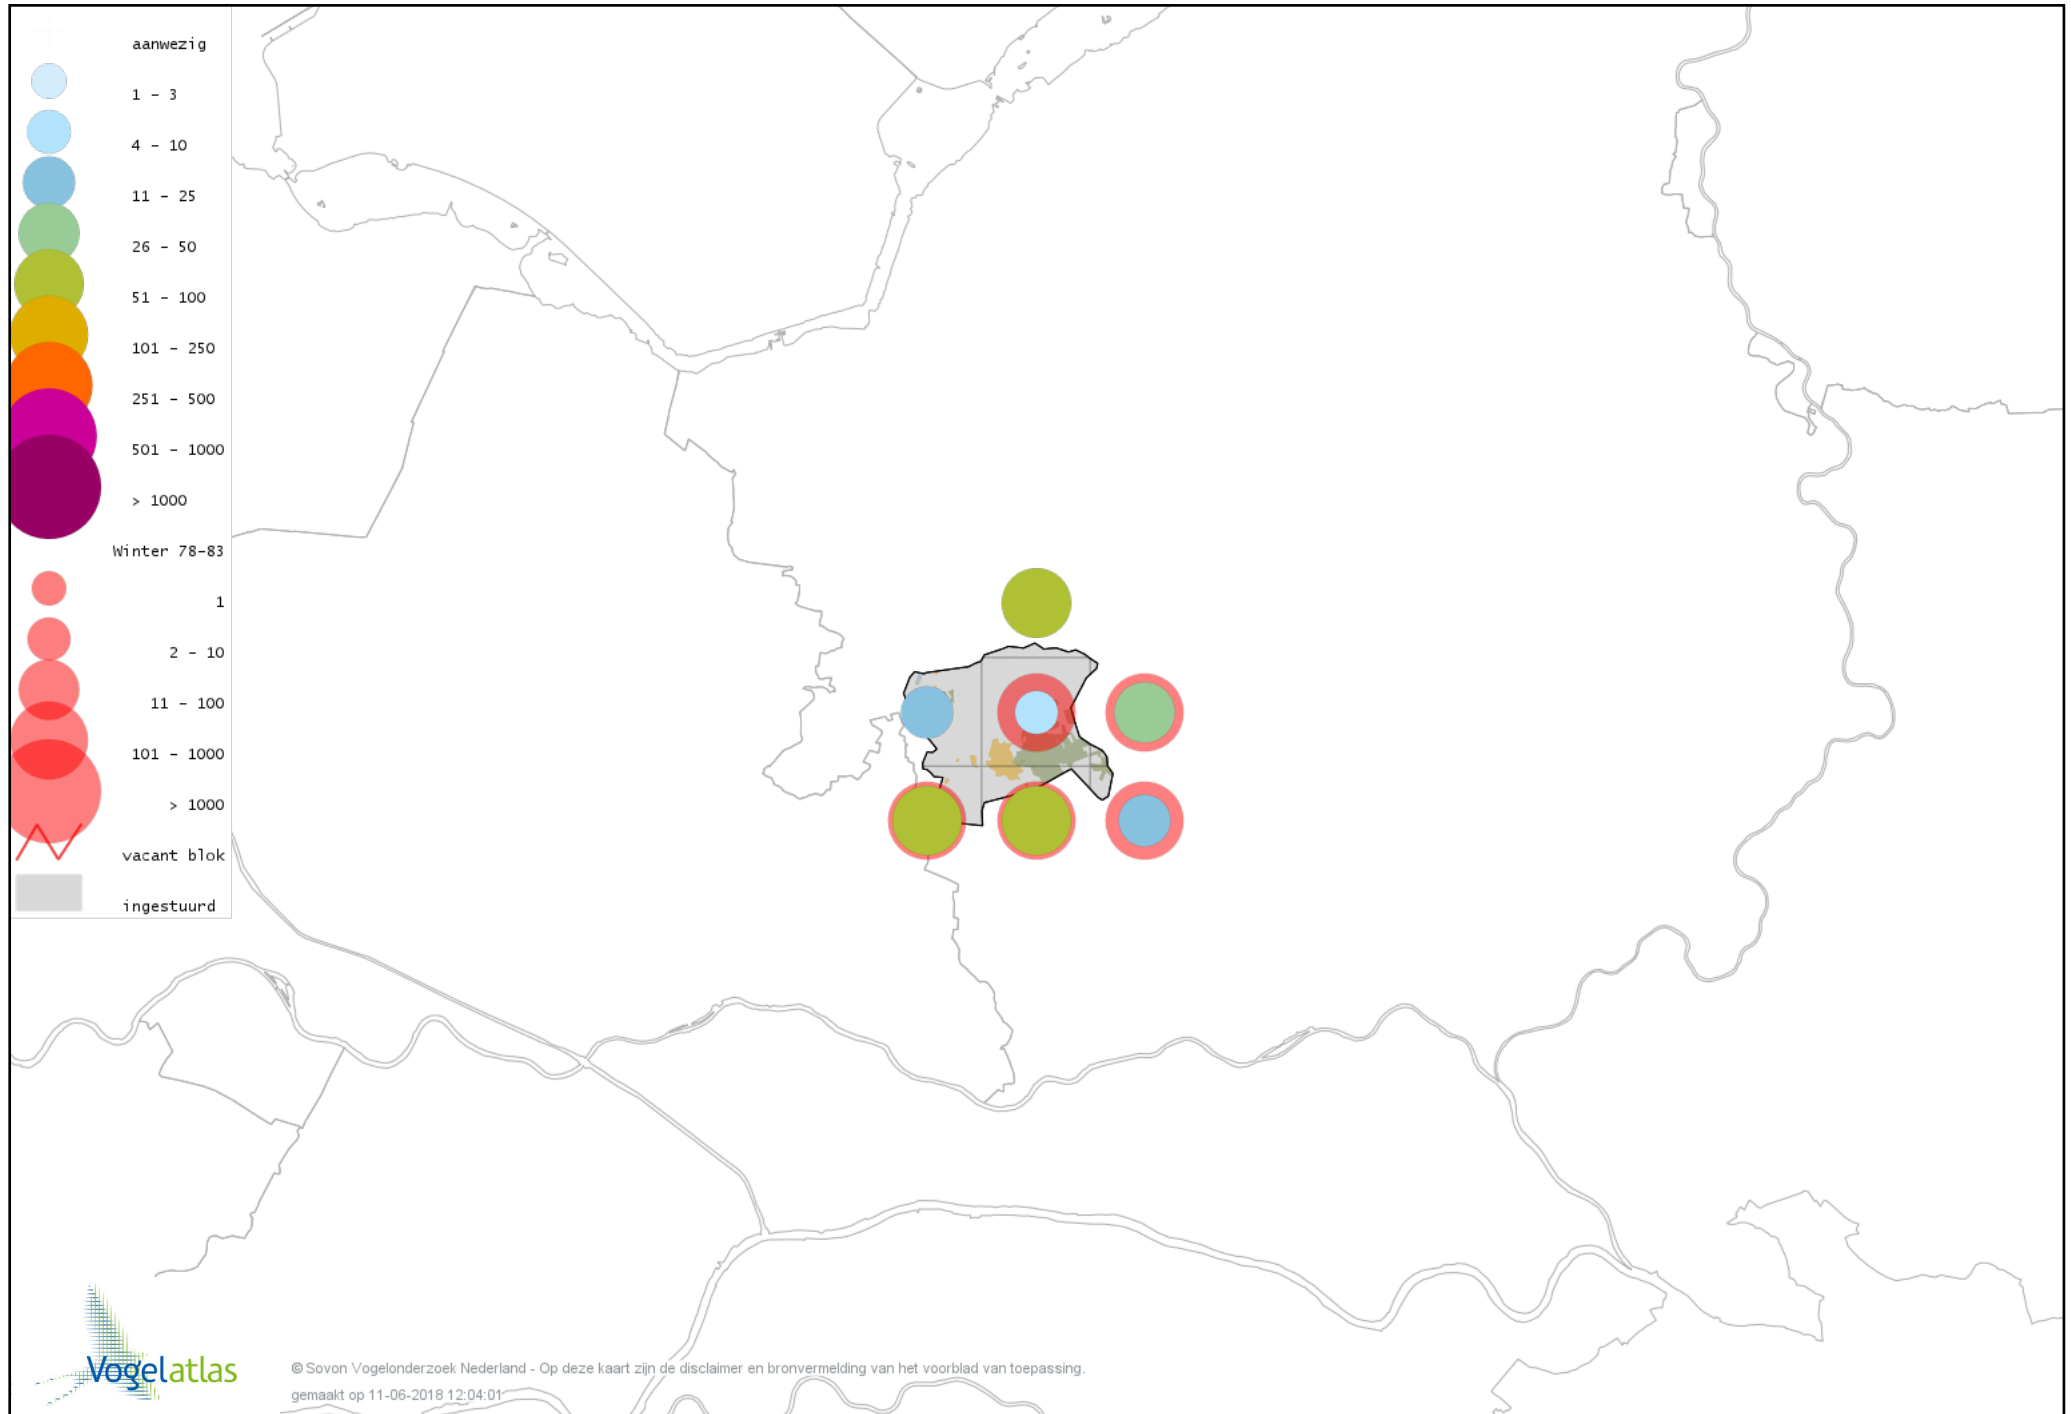 aanwezig
1 - 3
4 - 10
11 - 25
26 - 50
51 - 100
101 - 250
251 - 500
501 - 1000
> 1000
Winter 78-83
1
2 - 10
11 - 100
101 - 1000
> 1000
vacant blok
ingestuurd
Vogelatlas
© Sovon Vogelonderzoek Nederland - Op deze kaart zijn de disclaimer en bronvermelding van het voorblad van toepassing.
gemaakt op 11-06-2018 12:04:01